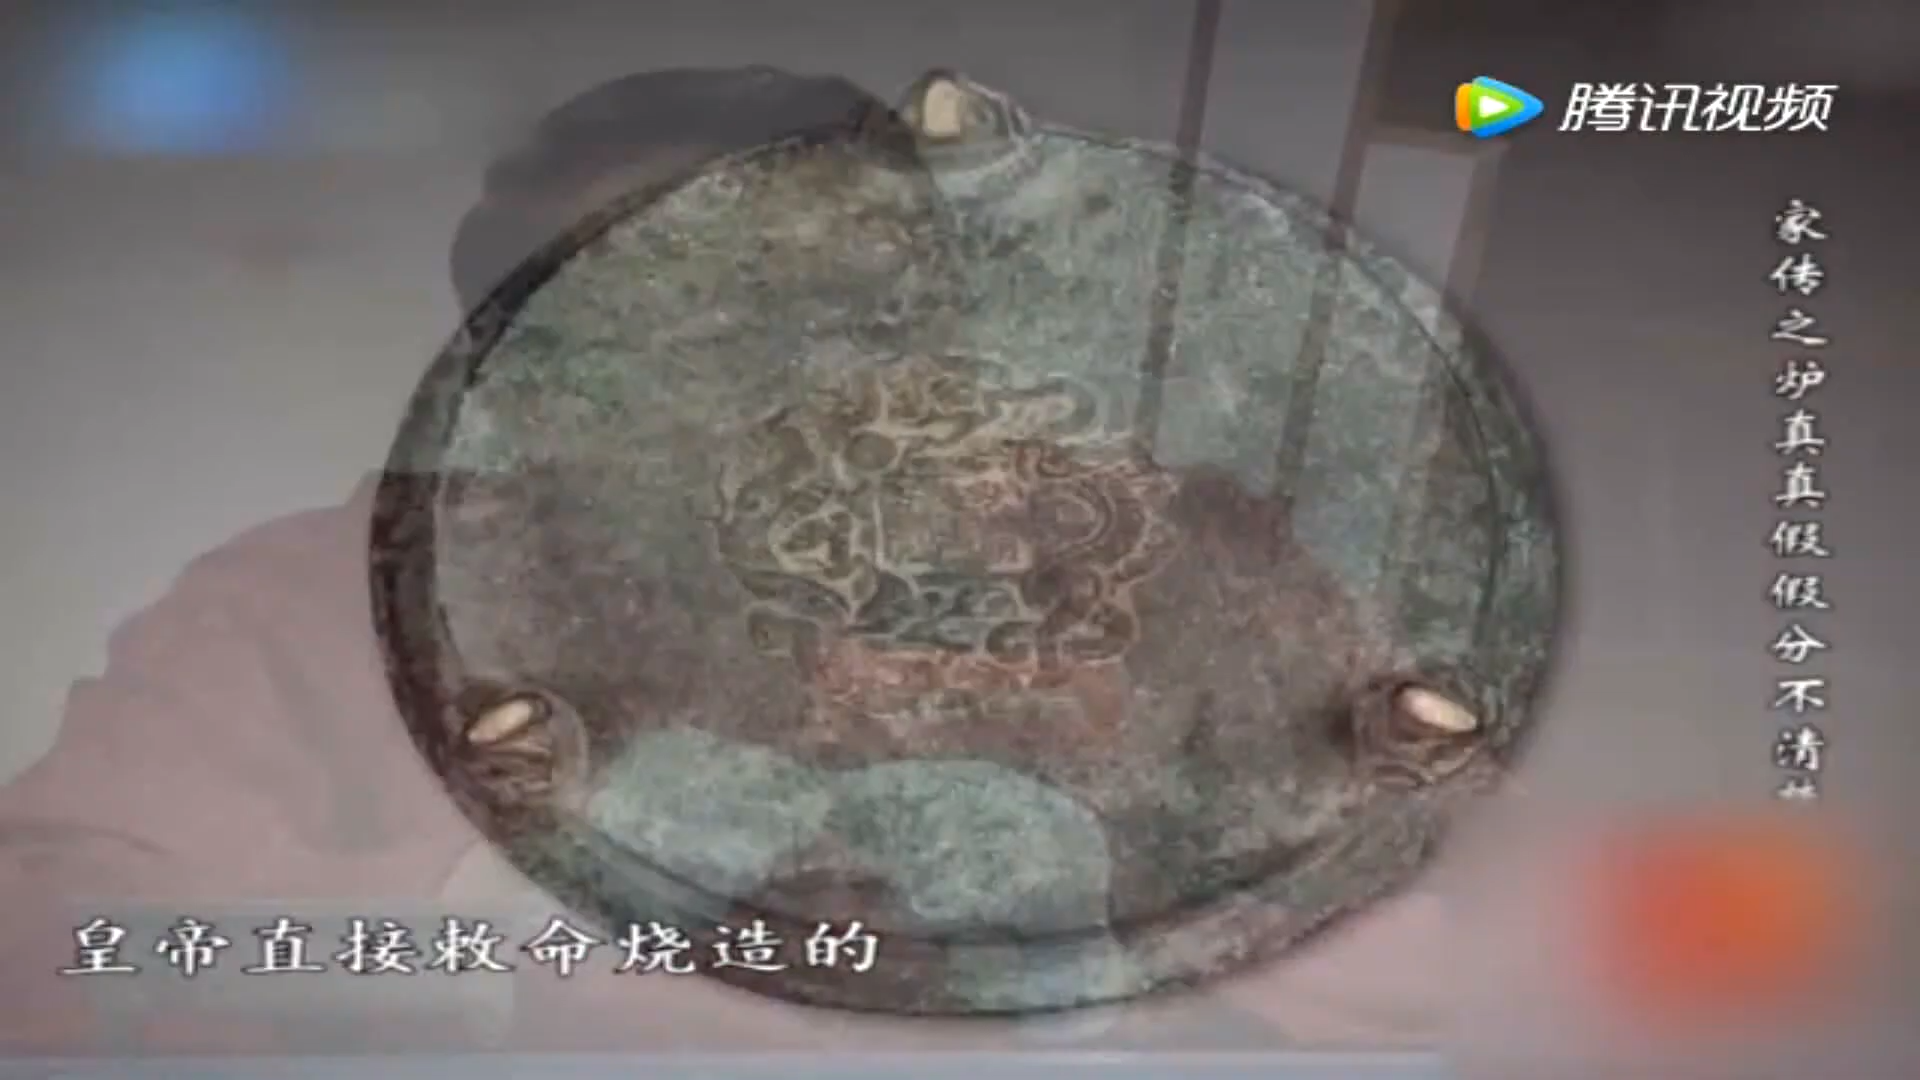 腾讯视频
家传之炉真真假假分不清
皇帝直接救命烧造的